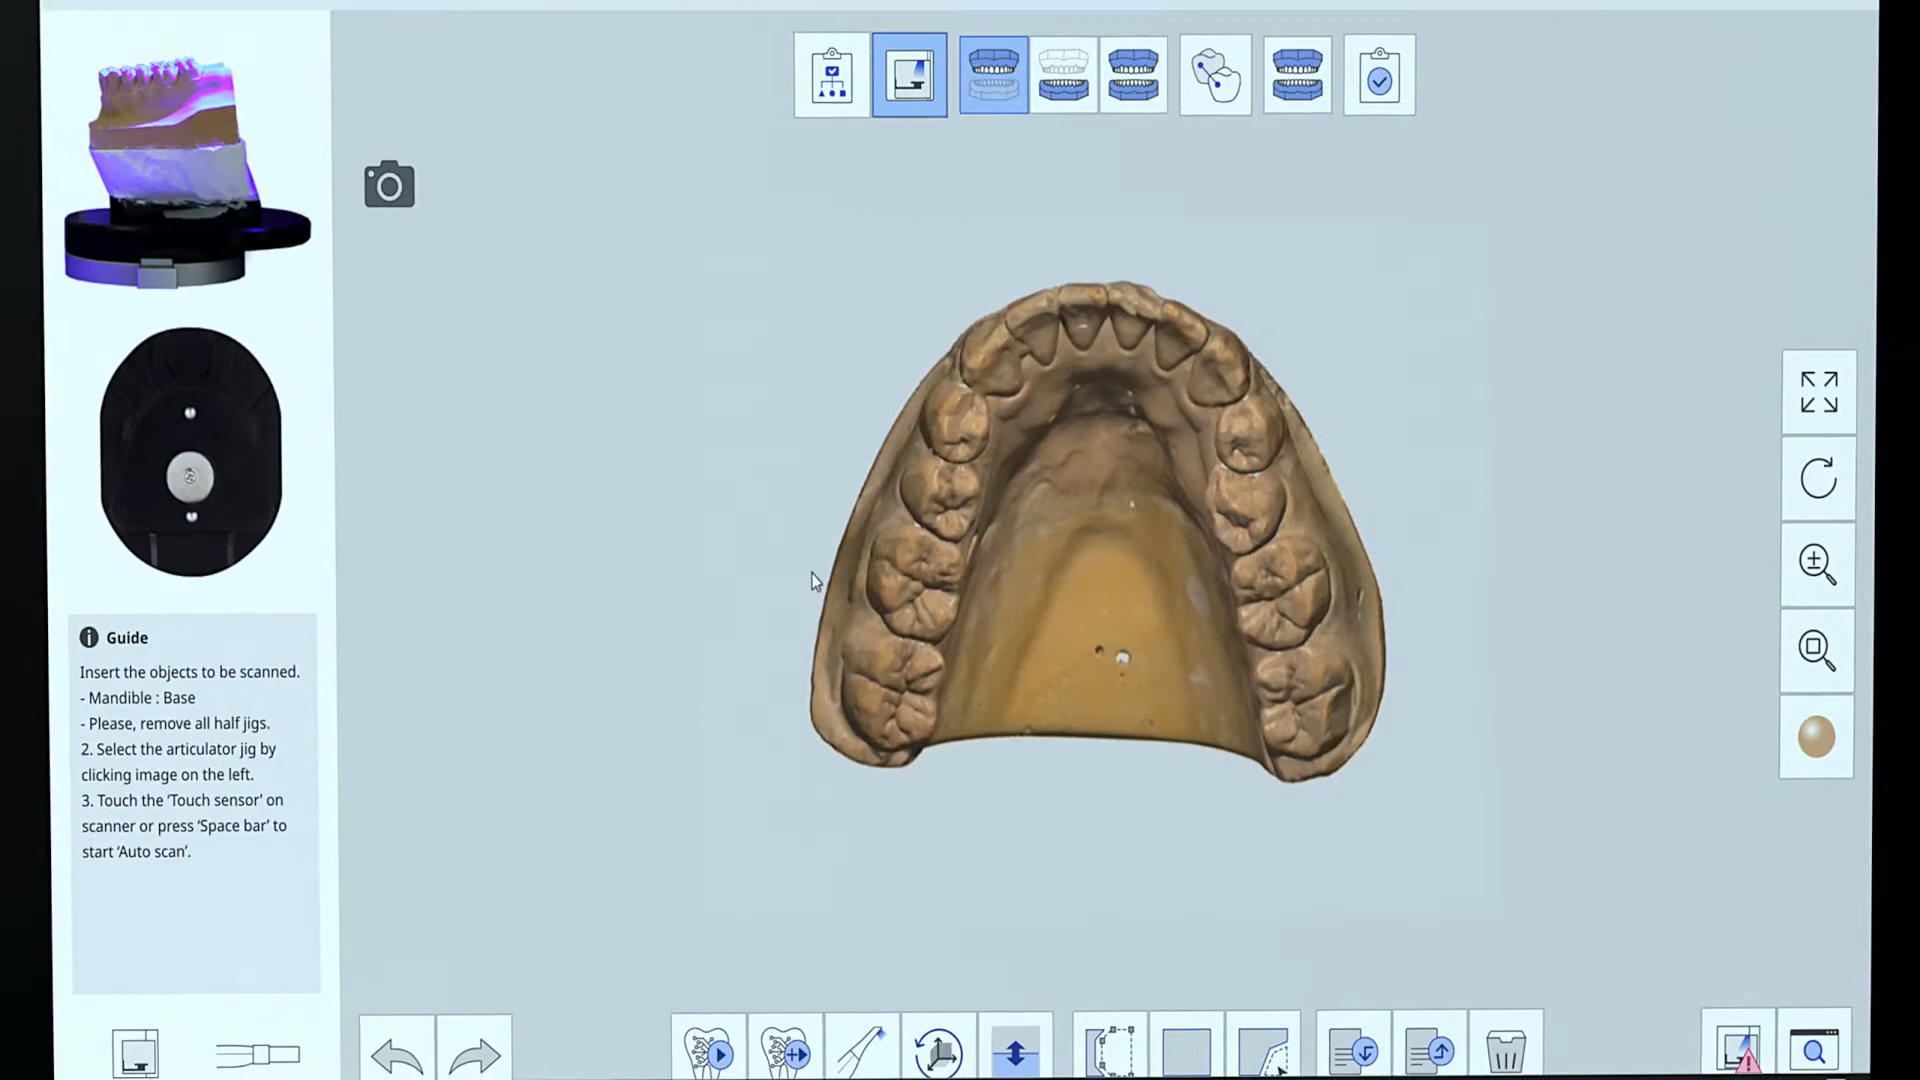 Guide
Insert the objects to be scanned.
- Mandible : Base
- Please, remove all half jigs.
2. Select the articulator jig by
clicking image on the left.
3. Touch the ‘Touch sensor’ on
scanner or press ‘Space bar’ to
start ‘Auto scan’.